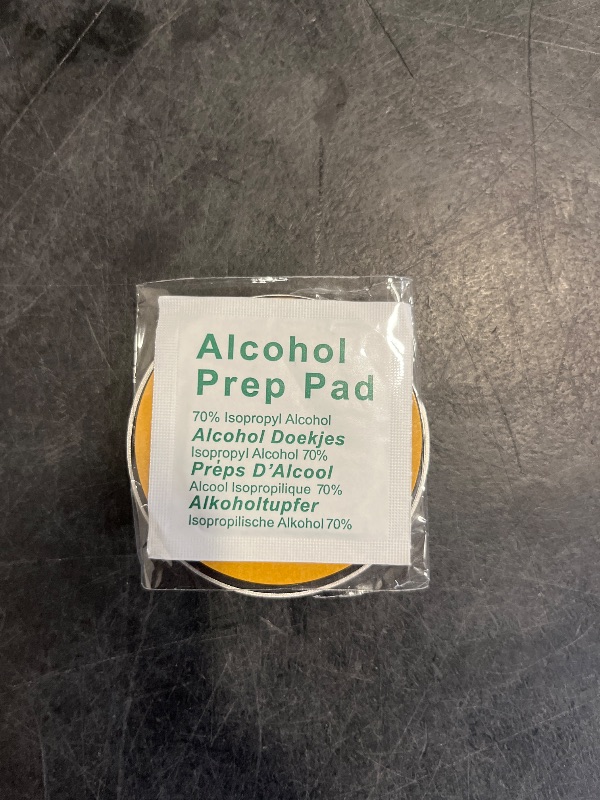 Alcohol
Prep Pad
70% Isopropyl Alcohol
Alcohol Doekjes
Isopropyl Alcohol 70%
Préps D'Alcool
Alcool Isopropilique 70%
Alkoholtupfer
Isopropilische Alkohol 70%